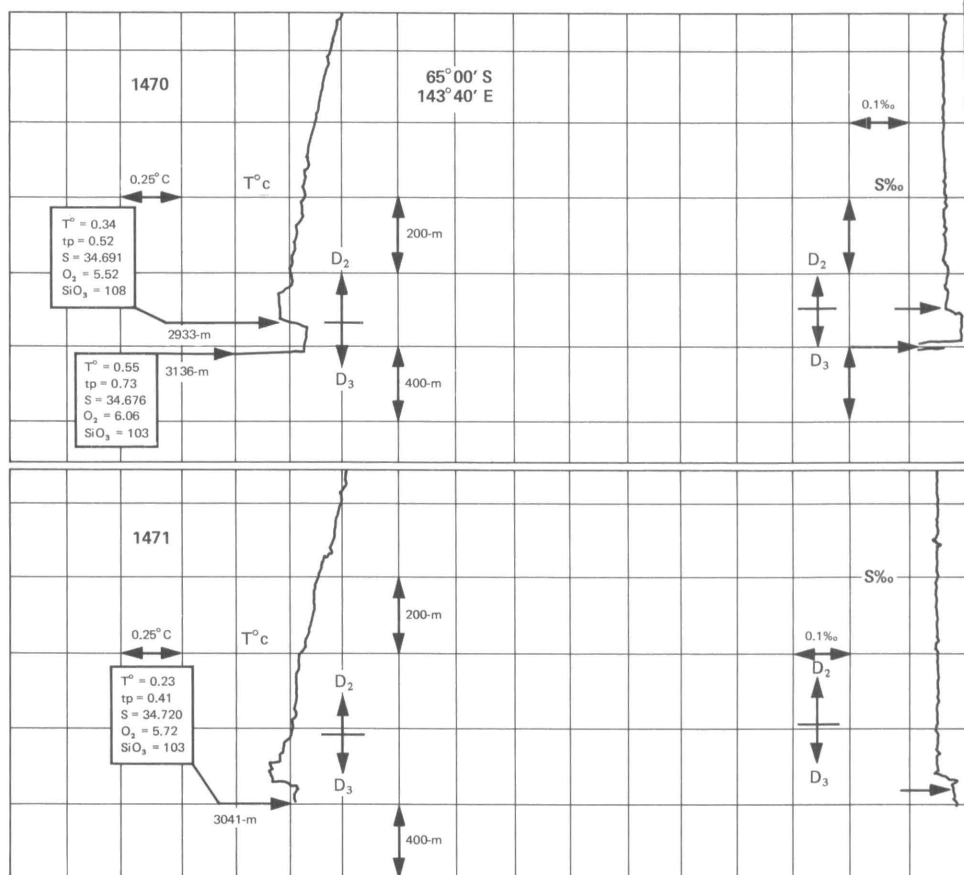 1470
65°00' S
143°40' E
0.1‰
0.25°C
T°c
S‰
T° = 0.34
tp = 0.52
S = 34.691
O₂ = 5.52
SiO₃ = 108
200-m
D₂
D₂
2933-m
3136-m
D₃
D₃
T° = 0.55
tp = 0.73
S = 34.676
O₂ = 6.06
SiO₃ = 103
400-m
1471
S‰
200-m
0.25°C
T°c
0.1‰
T° = 0.23
tp = 0.41
S = 34.720
O₂ = 5.72
SiO₃ = 103
D₂
D₂
D₃
D₃
3041-m
400-m